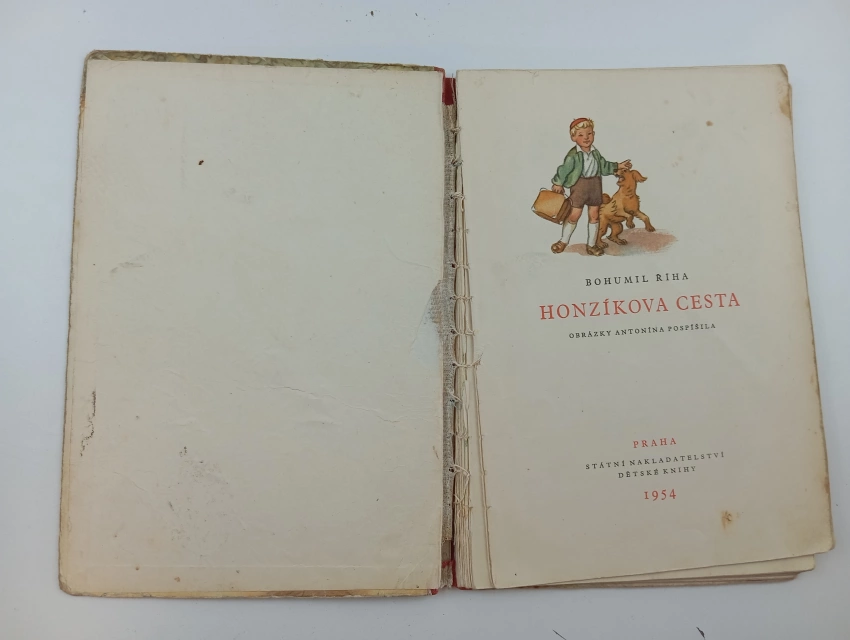 BOHUMIL ŘÍHA
HONZÍKOVA CESTA
OBRÁZKY ANTONÍNA POSPÍŠILA
PRAHA
STÁTNÍ NAKLADATELSTVÍ
DĚTSKÉ KNIHY
1954